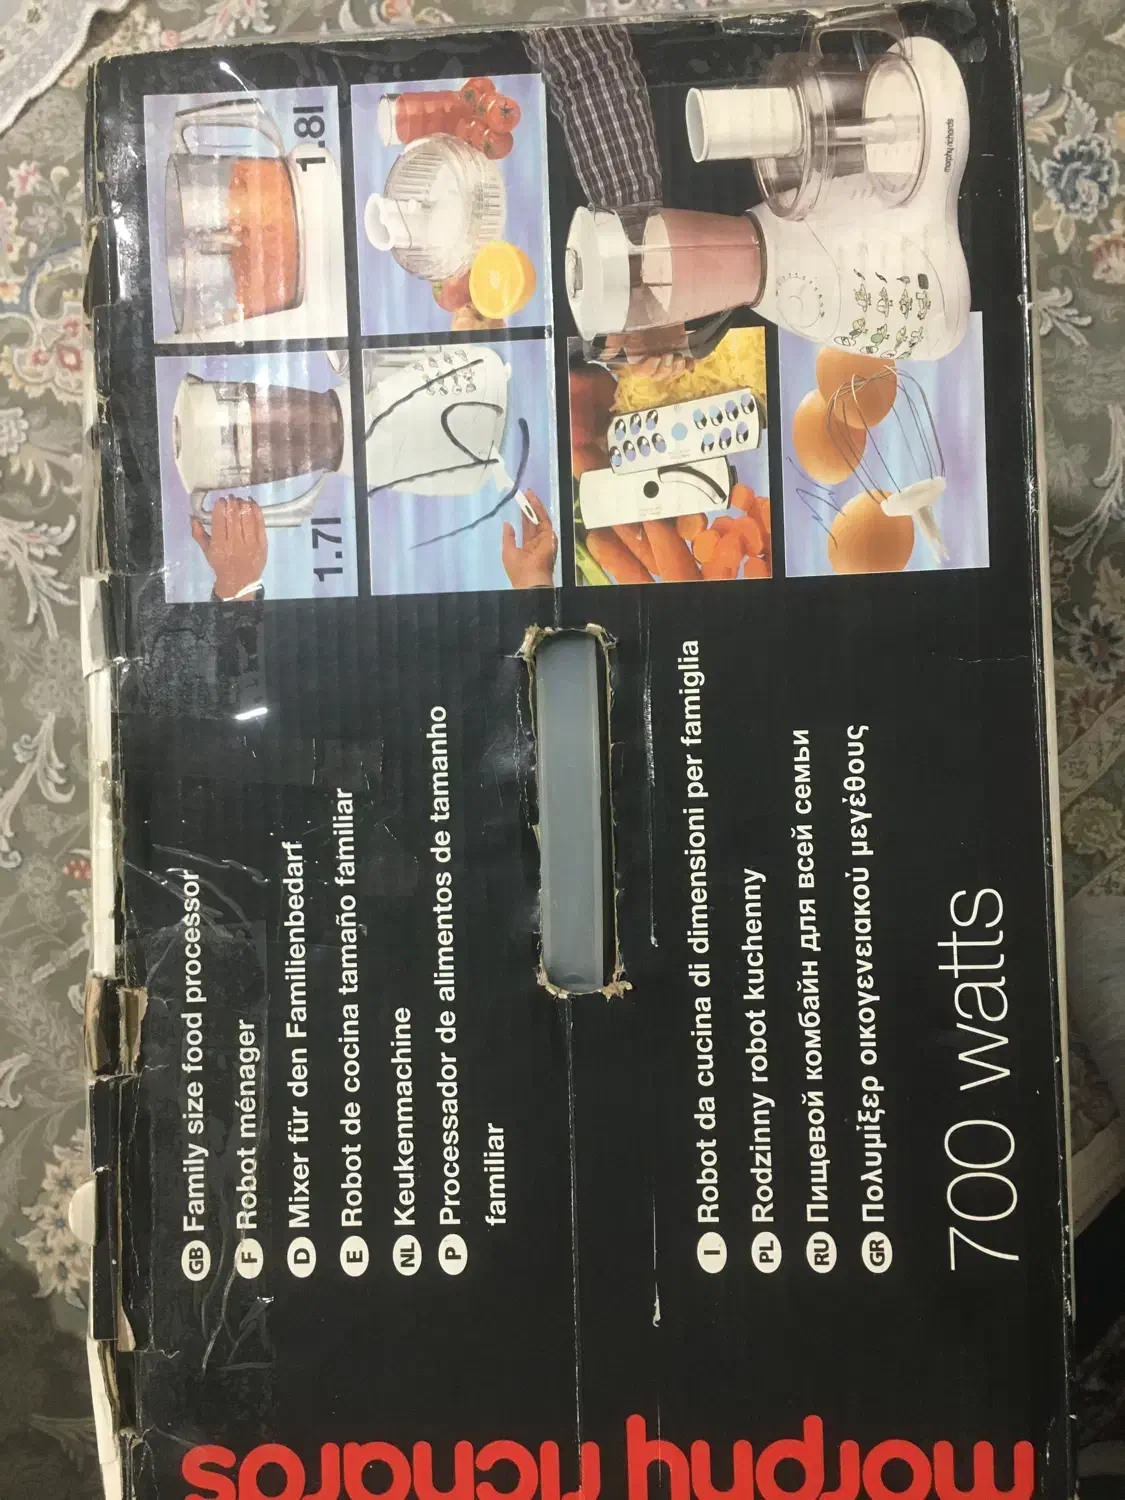 1.7l
1.8l
morphy richards
GB Family size food processor
F Robot ménager
D Mixer für den Familienbedarf
E Robot de cocina tamaño familiar
NL Keukenmachine
P Processador de alimentos de tamanho
familiar
I Robot da cucina di dimensioni per famiglia
PL Rodzinny robot kuchenny
RU Пищевой комбайн для всей семьи
GR Πολυμίξερ οικογενειακού μεγέθους
700 watts
morphy richards